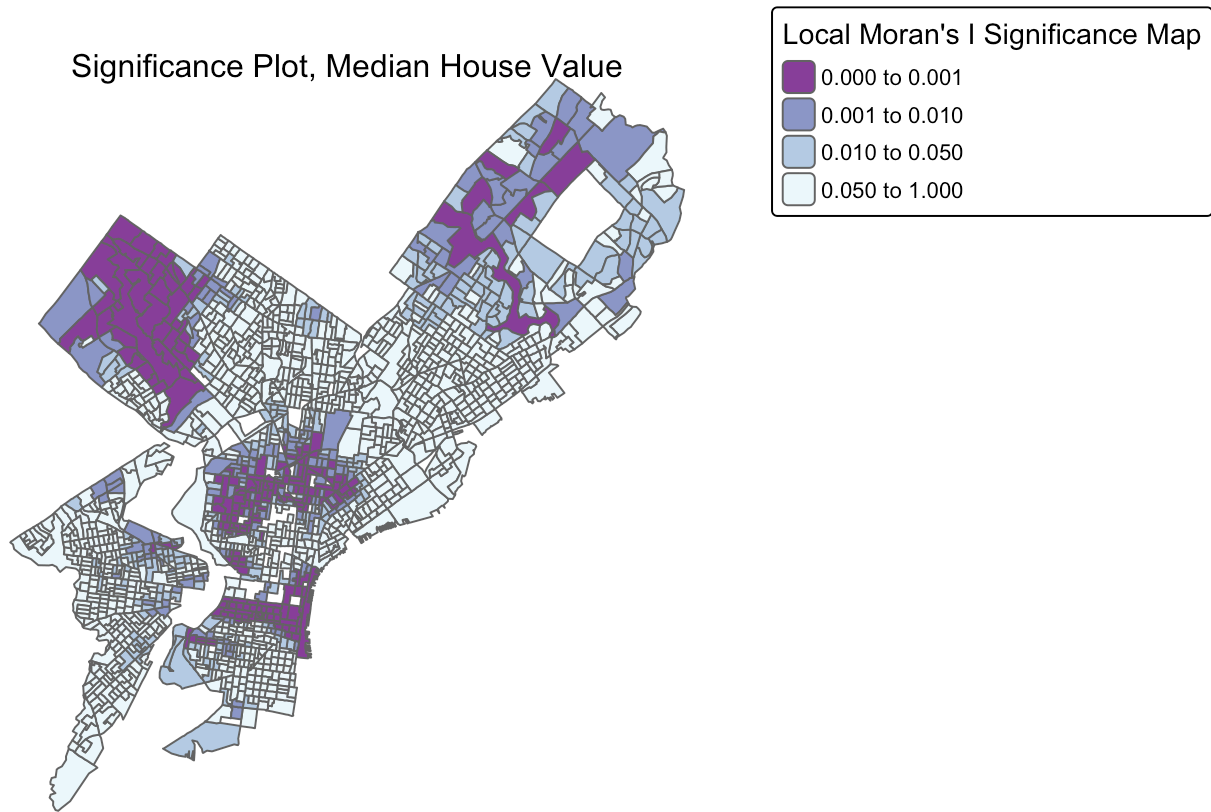 Significance Plot, Median House Value
Local Moran's I Significance Map
0.000 to 0.001
0.001 to 0.010
0.010 to 0.050
0.050 to 1.000